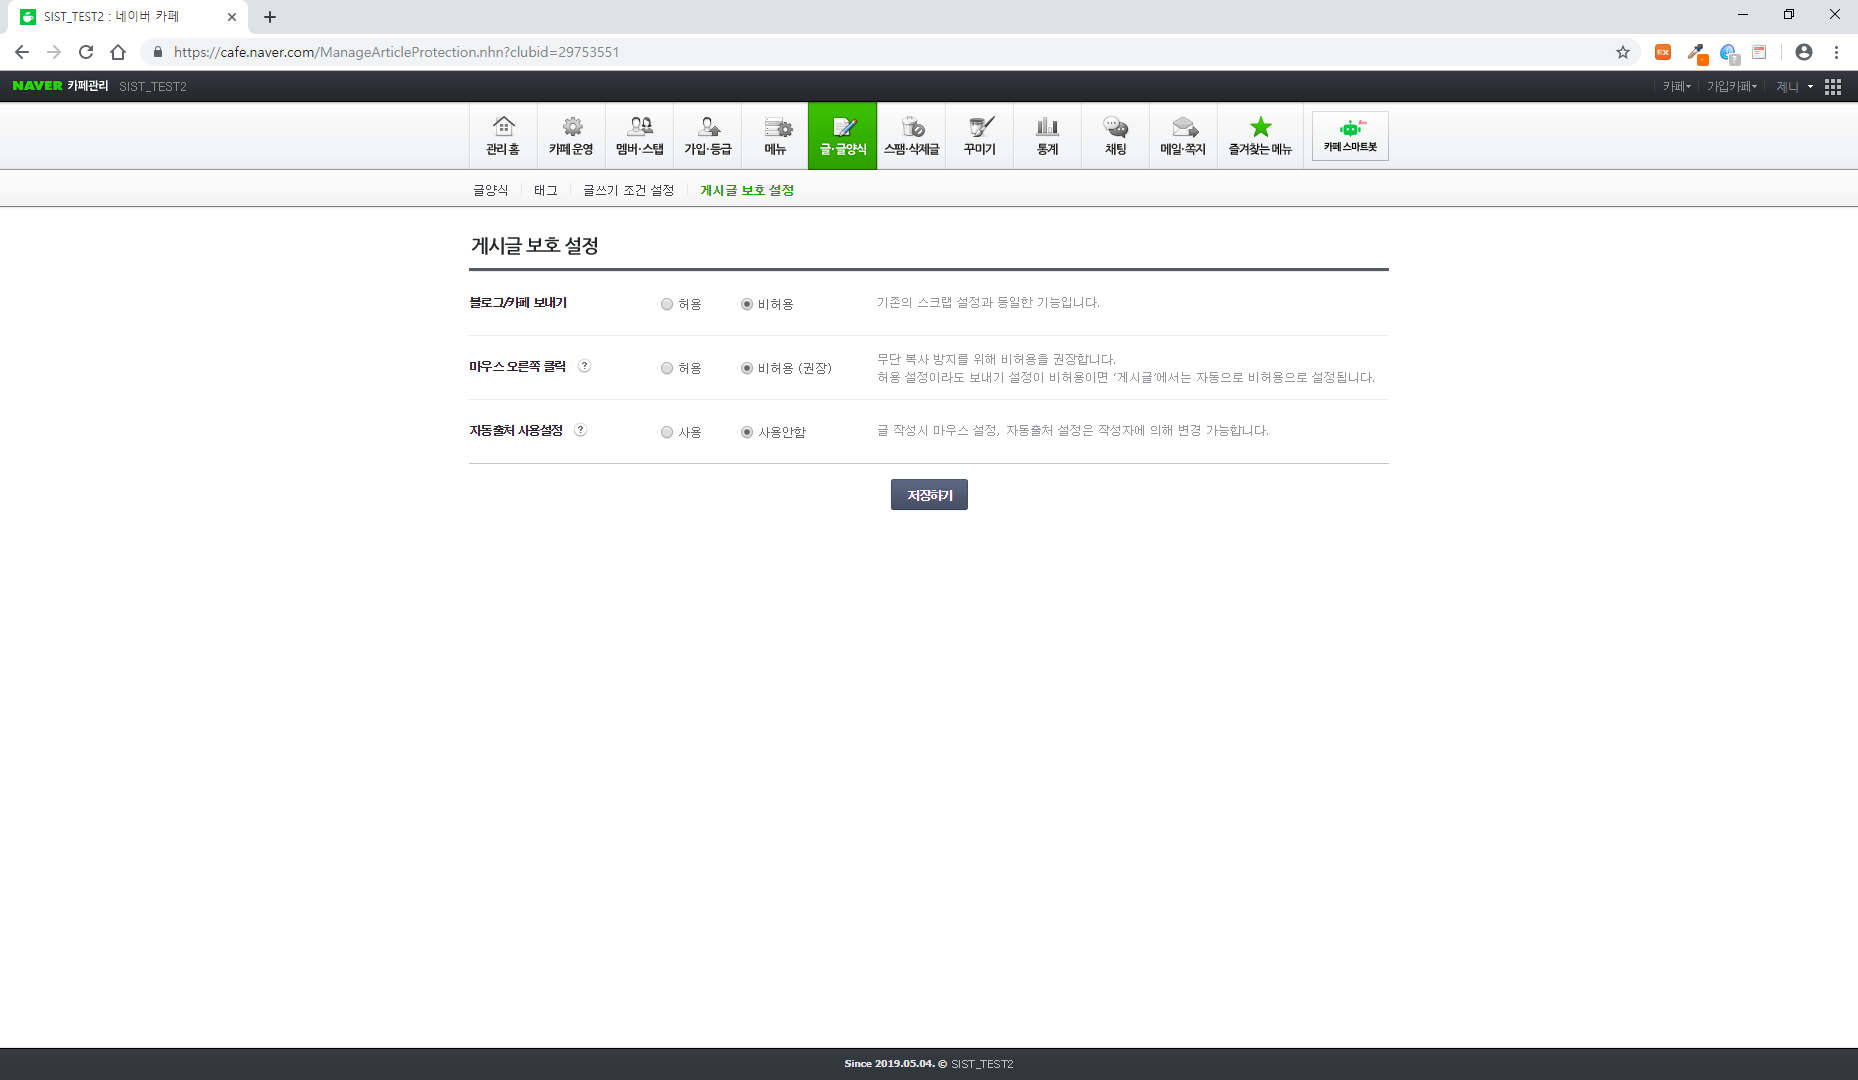 SIST_TEST2 : 네이버 카페
https://cafe.naver.com/ManageArticleProtection.nhn?clubid=29753551
NAVER 카페관리 SIST_TEST2 카페 가입카페 제니
관리 홈 카페 운영 멤버·스탭 가입·등급 메뉴 글·글양식 스팸·삭제글 꾸미기 통계 채팅 메일·쪽지 즐겨찾는 메뉴 카페 스마트봇
글양식 태그 글쓰기 조건 설정 게시글 보호 설정
게시글 보호 설정
블로그/카페 보내기 허용 비허용 기존의 스크랩 설정과 동일한 기능입니다.
마우스 오른쪽 클릭 ? 허용 비허용 (권장) 무단 복사 방지를 위해 비허용을 권장합니다.
허용 설정이라도 보내기 설정이 비허용이면 ‘게시글’에서는 자동으로 비허용으로 설정됩니다.
자동출처 사용설정 ? 사용 사용안함 글 작성시 마우스 설정, 자동출처 설정은 작성자에 의해 변경 가능합니다.
저장하기
Since 2019.05.04. © SIST_TEST2